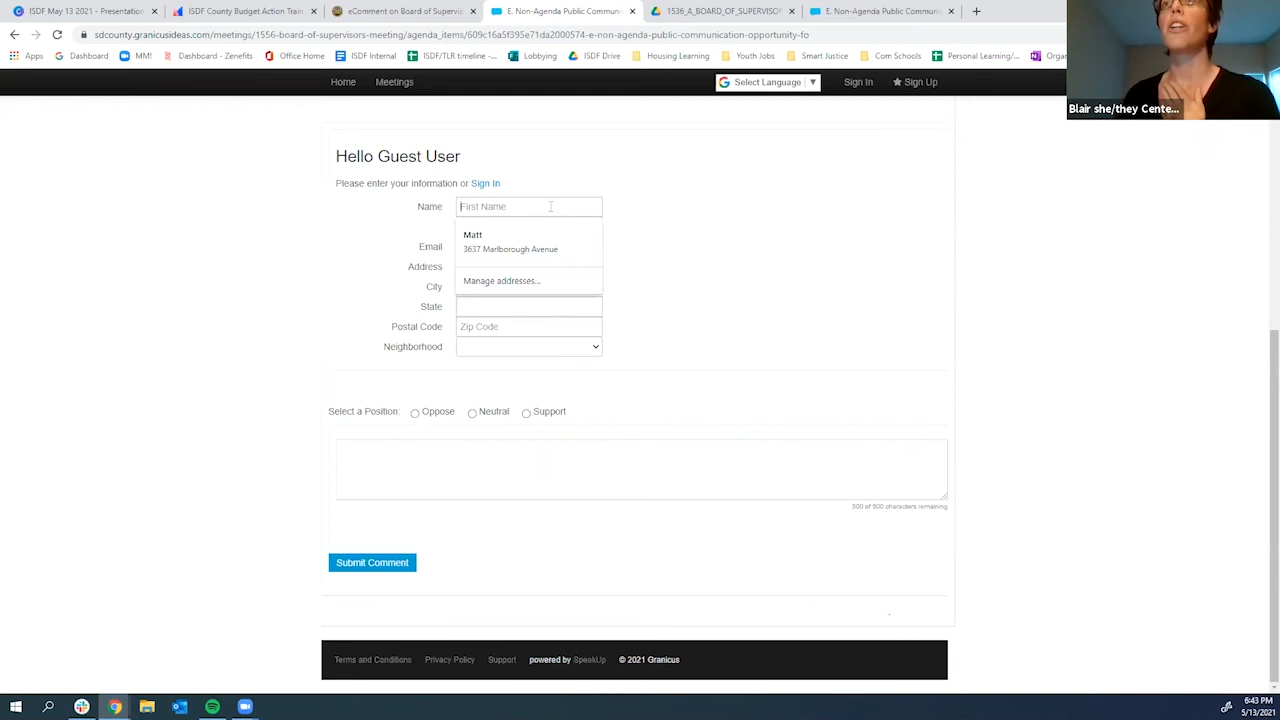 ISDF May 13 2021 - Presentation
ISDF County Budget Action Train
eComment on Board of Supervis
E. Non-Agenda Public Commun
1536_A_BOARD_OF_SUPERVISOR
E. Non-Agenda Public Communic
sdcounty.granicusideas.com/meetings/1556-board-of-supervisors-meeting/agenda_items/609c16a5f395e71da2000574-e-non-agenda-public-communication-opportunity-fo
Apps
Dashboard
MM!
Dashboard - Zenefits
Office Home
ISDF Internal
ISDF/TLR timeline -...
Lobbying
ISDF Drive
Housing Learning
Youth Jobs
Smart Justice
Com Schools
Personal Learning/...
Home
Meetings
Select Language
Sign In
Sign Up
Blair she/they Cente...
Hello Guest User
Please enter your information or Sign In
Name
First Name
Matt
3637 Marlborough Avenue
Manage addresses...
Email
Address
City
State
Postal Code
Zip Code
Neighborhood
Select a Position:
Oppose
Neutral
Support
500 of 500 characters remaining
Submit Comment
Terms and Conditions
Privacy Policy
Support
powered by SpeakUp
© 2021 Granicus
6:43 PM
5/13/2021